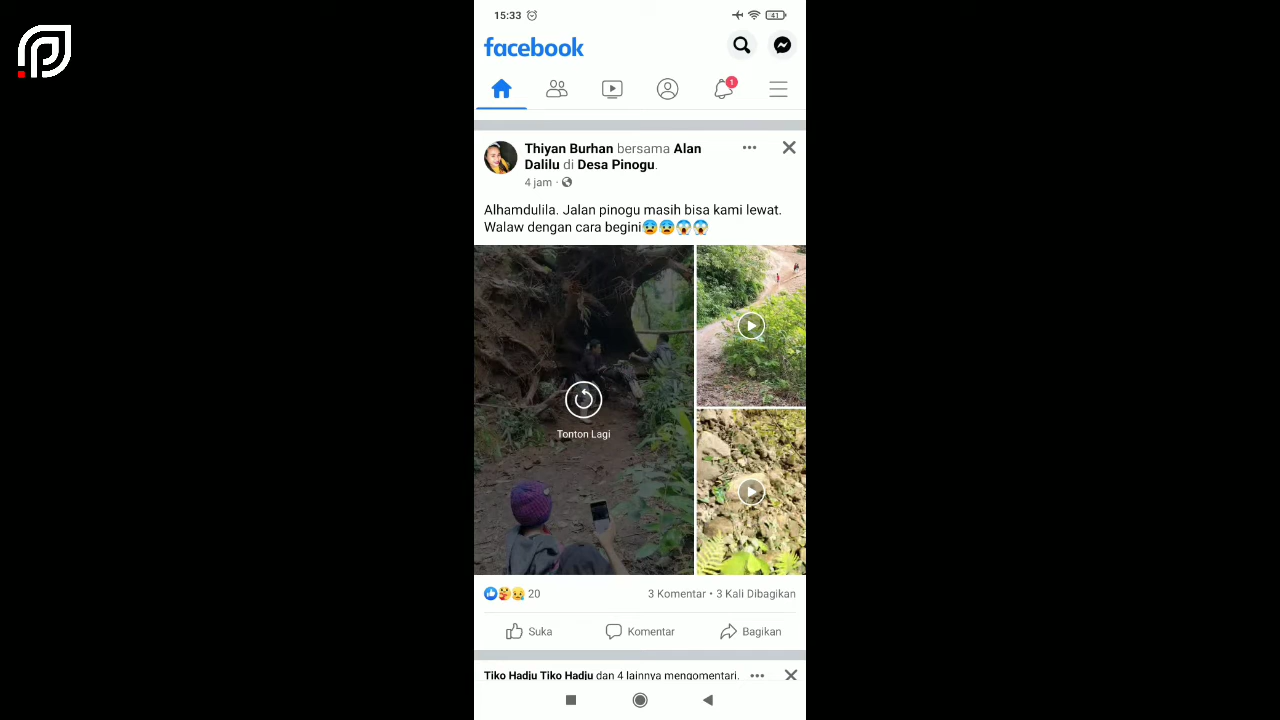 15:33
41
facebook
1
Thiyan Burhan bersama Alan
Dalilu di Desa Pinogu.
4 jam ·
Alhamdulila. Jalan pinogu masih bisa kami lewat.
Walaw dengan cara begini😰😰😱😱
Tonton Lagi
20
3 Komentar • 3 Kali Dibagikan
Suka
Komentar
Bagikan
Tiko Hadju Tiko Hadju dan 4 lainnya mengomentari.